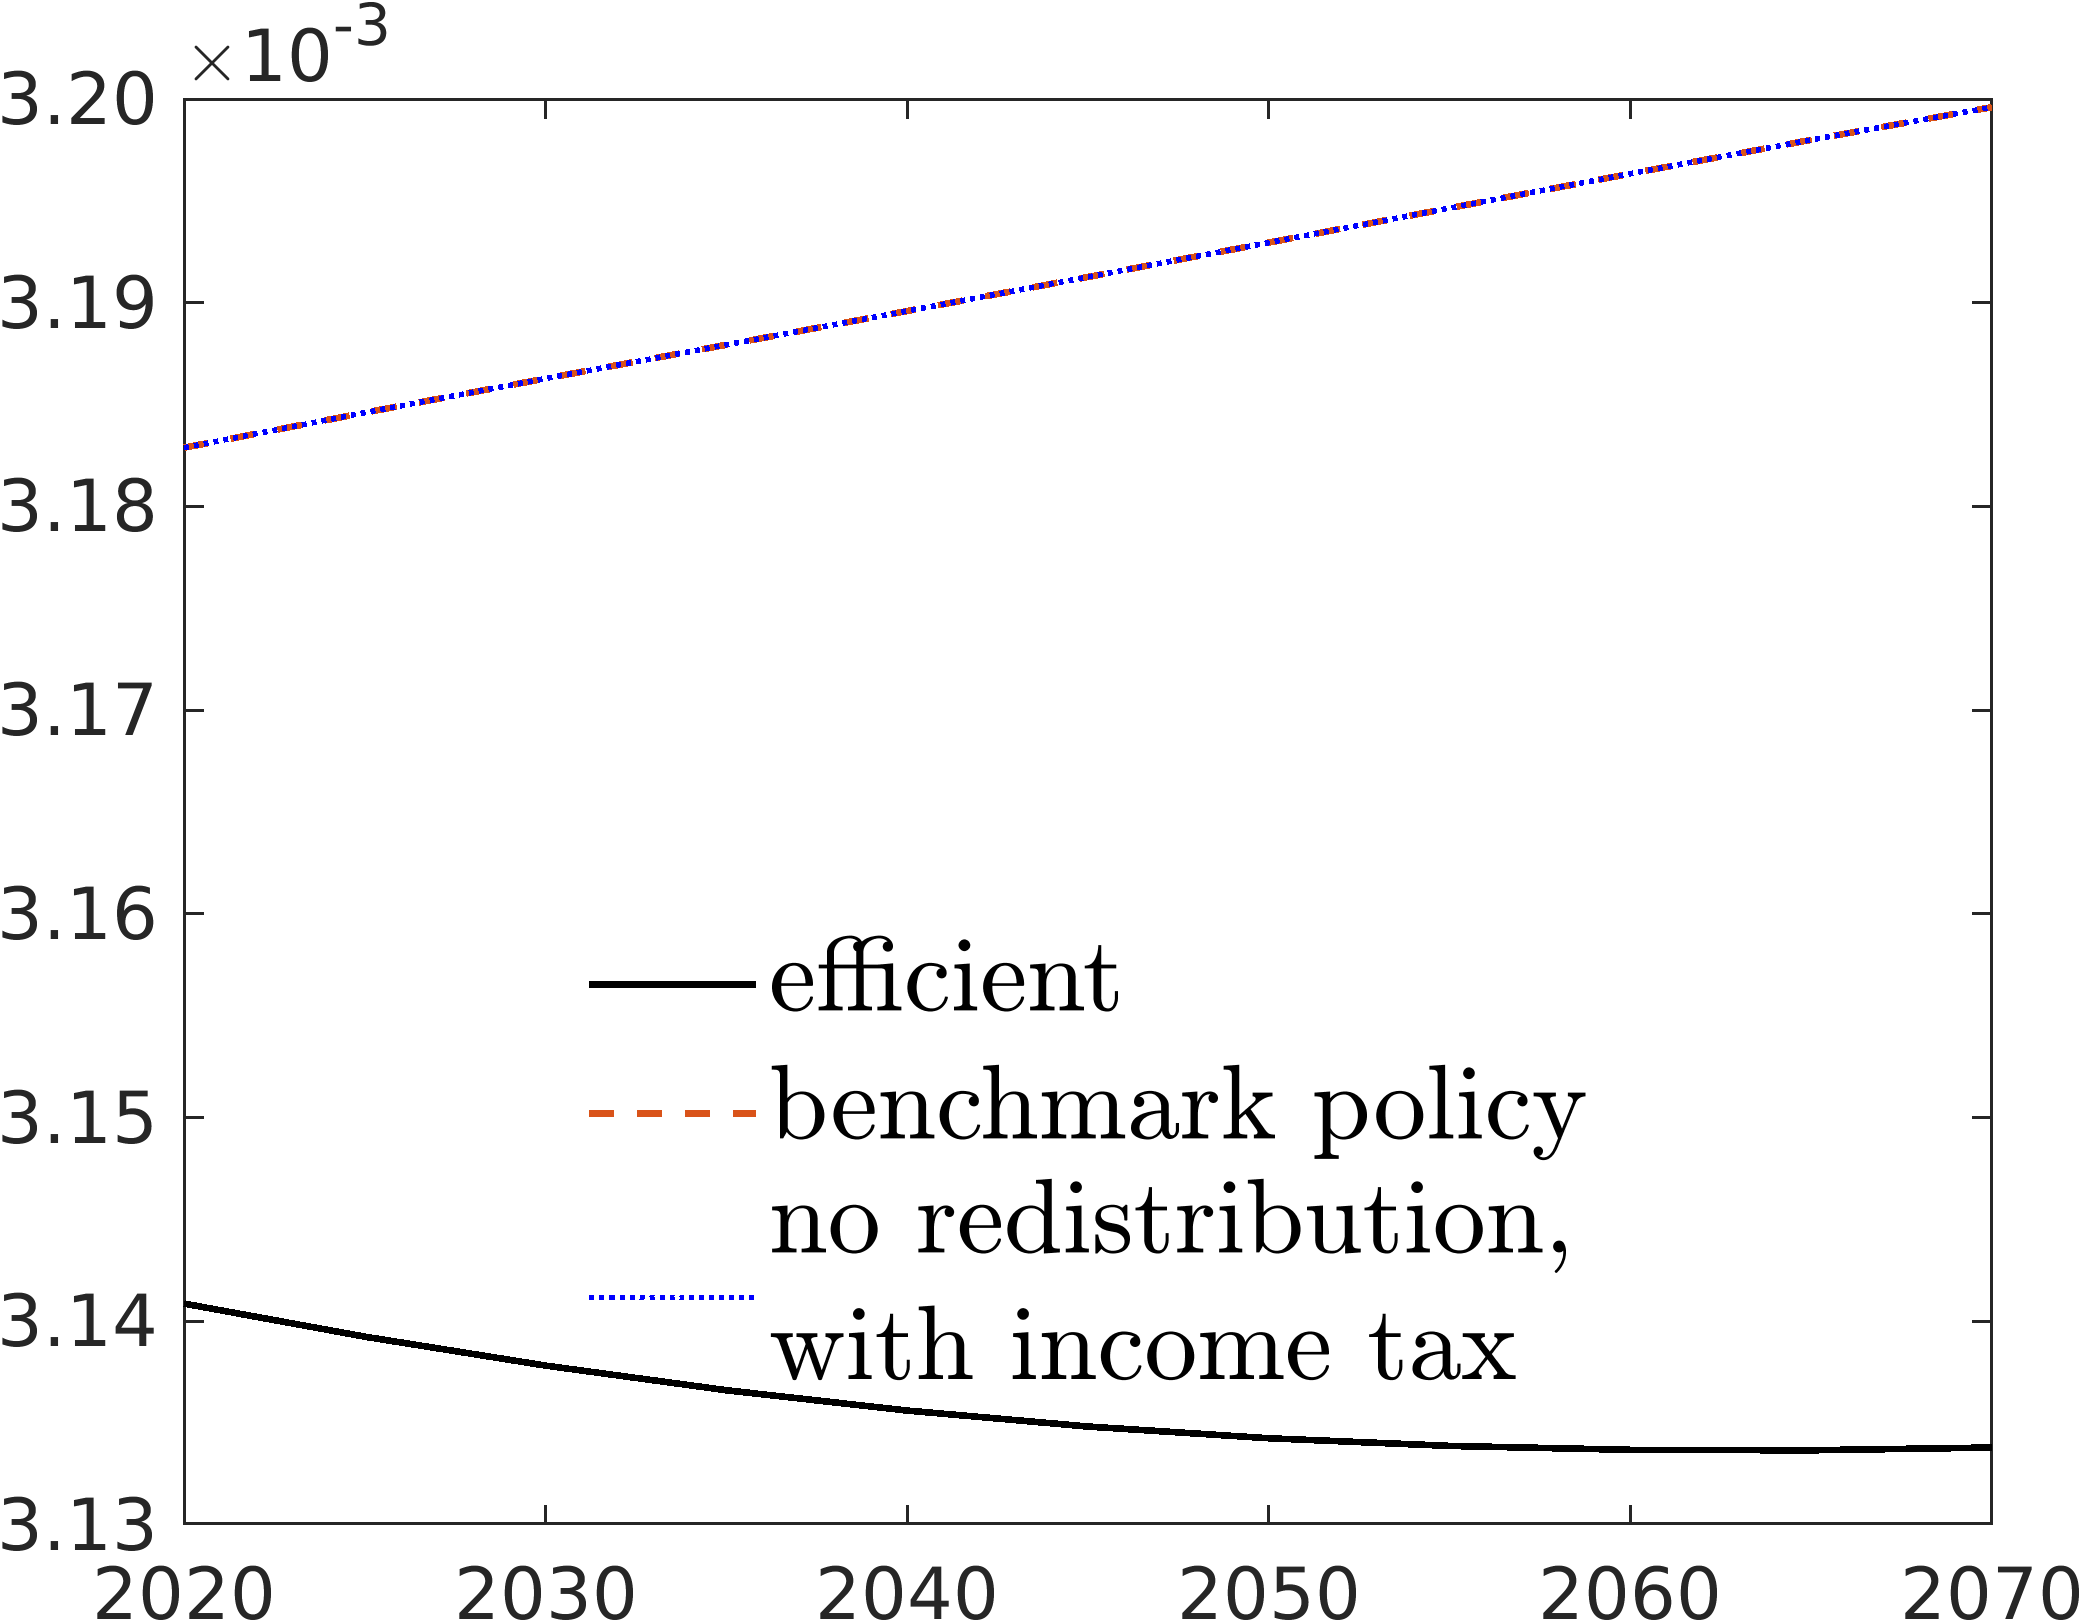 ×10-3
3.20
3.19
3.18
3.17
3.16
3.15
3.14
3.13
efficient
benchmark policy
no redistribution,
with income tax
2020 2030 2040 2050 2060 2070